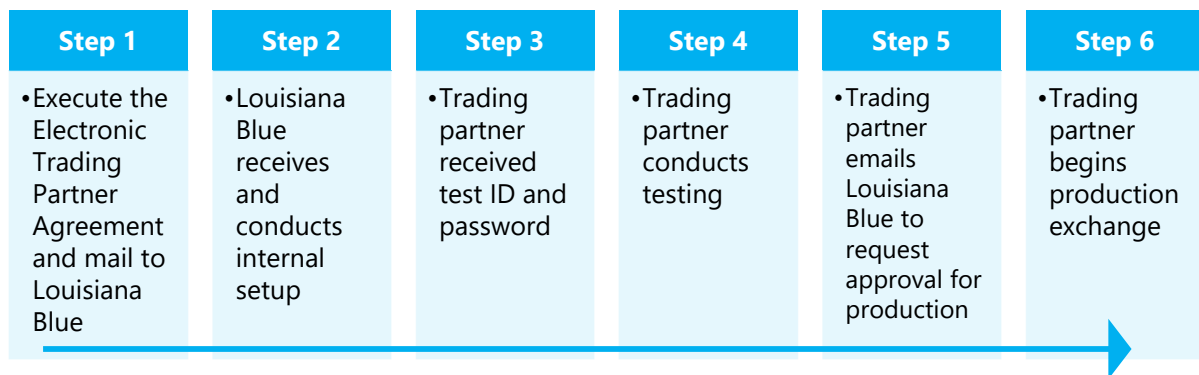 Step 1
•Execute the
Electronic
Trading
Partner
Agreement
and mail to
Louisiana
Blue
Step 2
•Louisiana
Blue
receives
and
conducts
internal
setup
Step 3
•Trading
partner
received
test ID and
password
Step 4
•Trading
partner
conducts
testing
Step 5
•Trading
partner
emails
Louisiana
Blue to
request
approval for
production
Step 6
•Trading
partner
begins
production
exchange